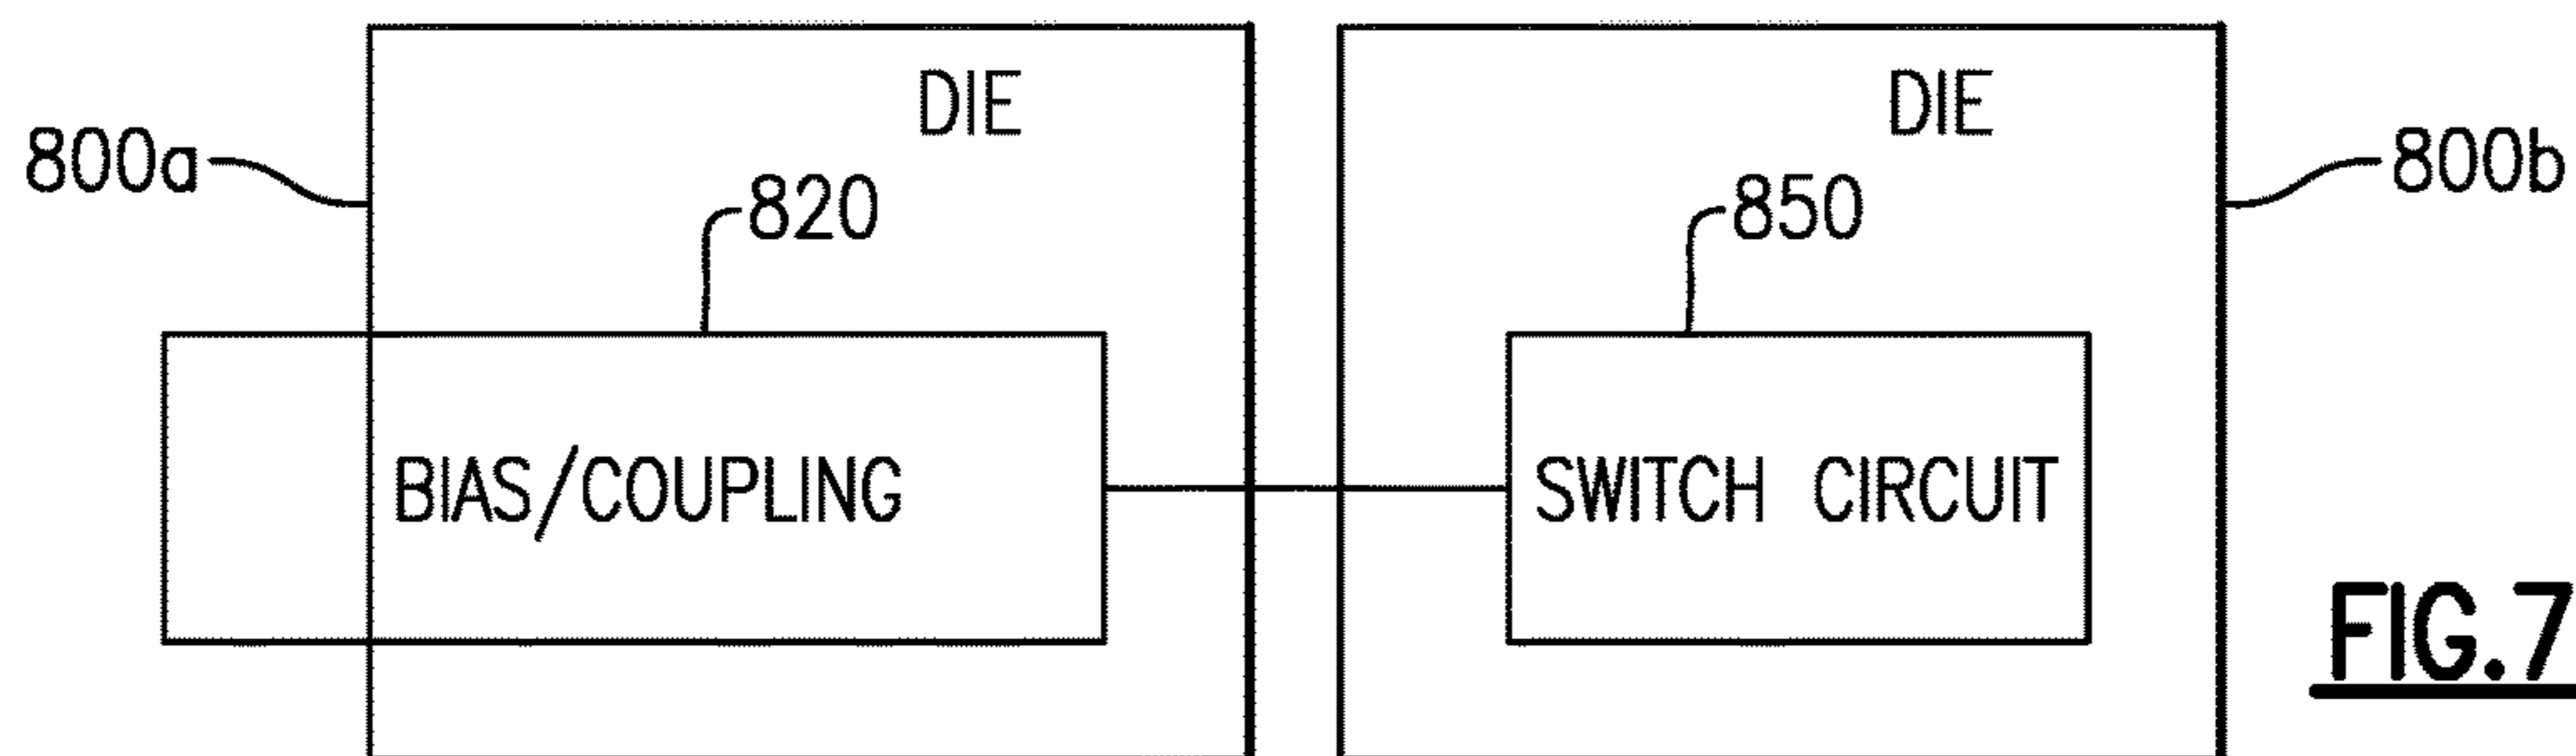 DIE
DIE
800a
800b
820
850
BIAS/COUPLING
SWITCH CIRCUIT
FIG.7